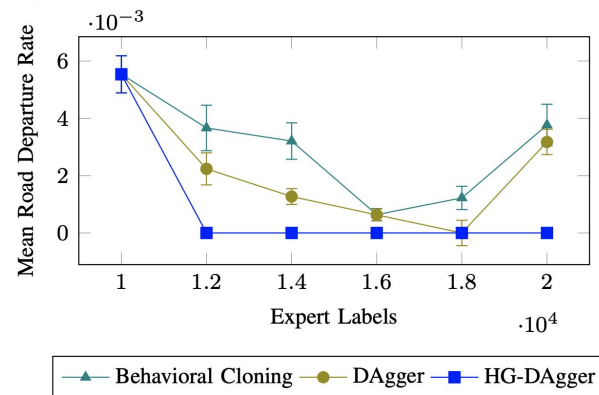 ·10⁻³
Mean Road Departure Rate
6
4
2
0
1 1.2 1.4 1.6 1.8 2
Expert Labels
·10⁴
Behavioral Cloning DAgger HG-DAgger